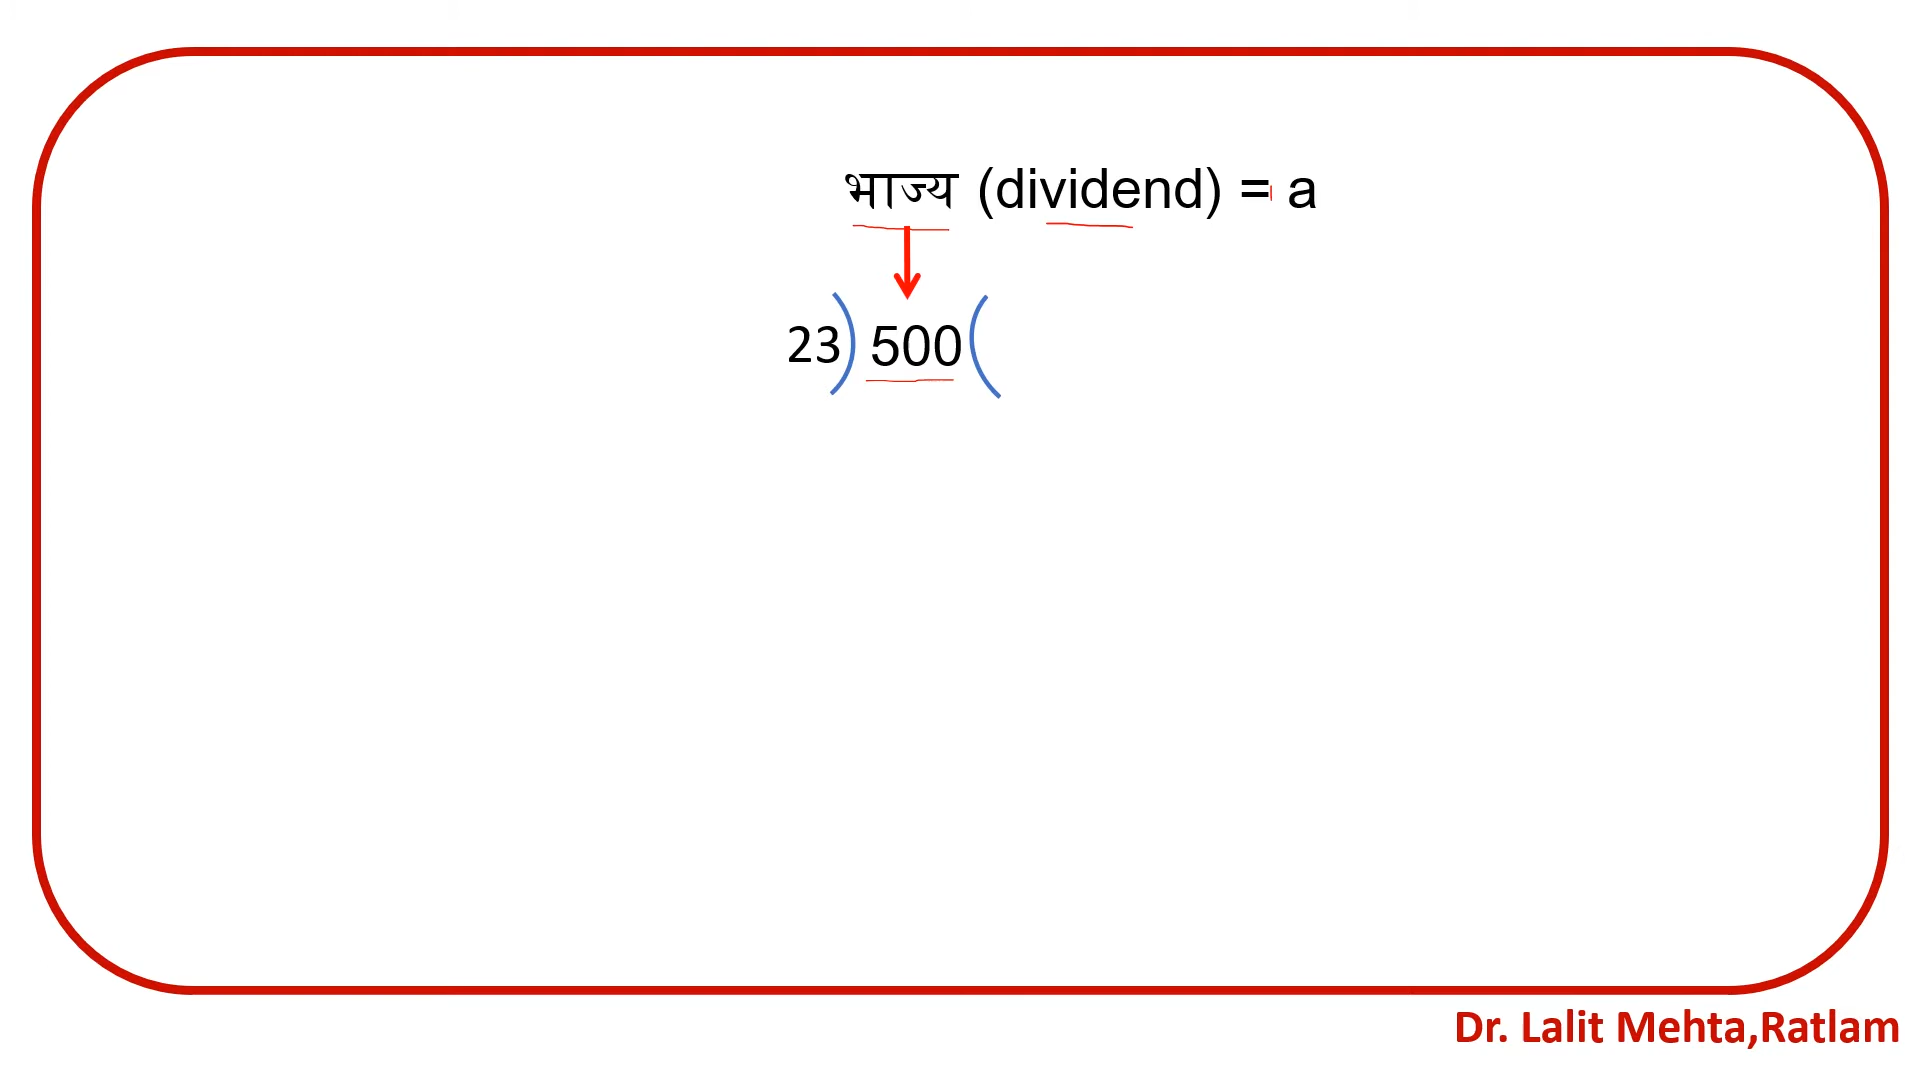 भाज्य (dividend) = a
23) 500 (
Dr. Lalit Mehta,Ratlam